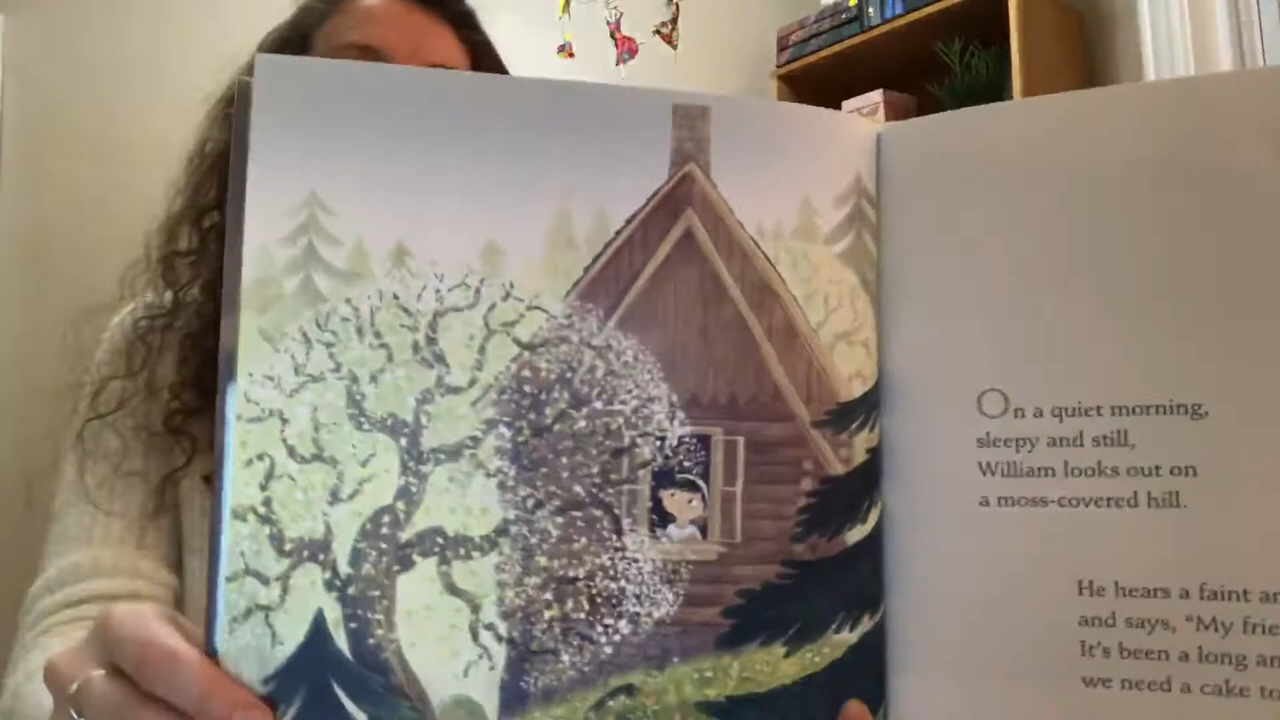 On a quiet morning,
sleepy and still,
William looks out on
a moss-covered hill.
He hears a faint
and says, "My
It's been a long
we need a cake